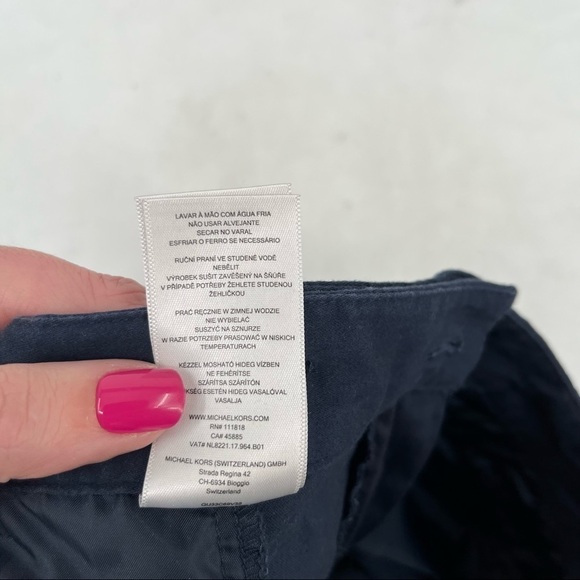 LAVAR À MÃO COM ÁGUA FRIA
NÃO USAR ALVEJANTE
SECAR NO VARAL
ESFRIAR O FERRO SE NECESSÁRIO
RUČNÍ PRANÍ VE STUDENÉ VODĚ
NEBĚLIT
VÝROBEK SUŠIT ZAVĚŠENÝ NA ŠŇŮŘE
V PŘÍPADĚ POTŘEBY ŽEHLETE STUDENOU
ŽEHLIČKOU
PRAĆ RĘCZNIE W ZIMNEJ WODZIE
NIE WYBIELAĆ
SUSZYĆ NA SZNURZE
W RAZIE POTRZEBY PRASOWAĆ W NISKICH
TEMPERATURACH
KÉZZEL MOSHATÓ HIDEG VÍZBEN
NE FEHÉRÍTSE
SZÁRÍTSA SZÁRÍTÓN
ESETÉN HIDEG VASALÓVAL
VASALJA
WWW.MICHAELKORS.COM
RN# 111818
CA# 45885
VAT# NL8221.17.964.B01
MICHAEL KORS (SWITZERLAND) GMBH
Strada Regina 42
CH-6934 Bioggio
Switzerland